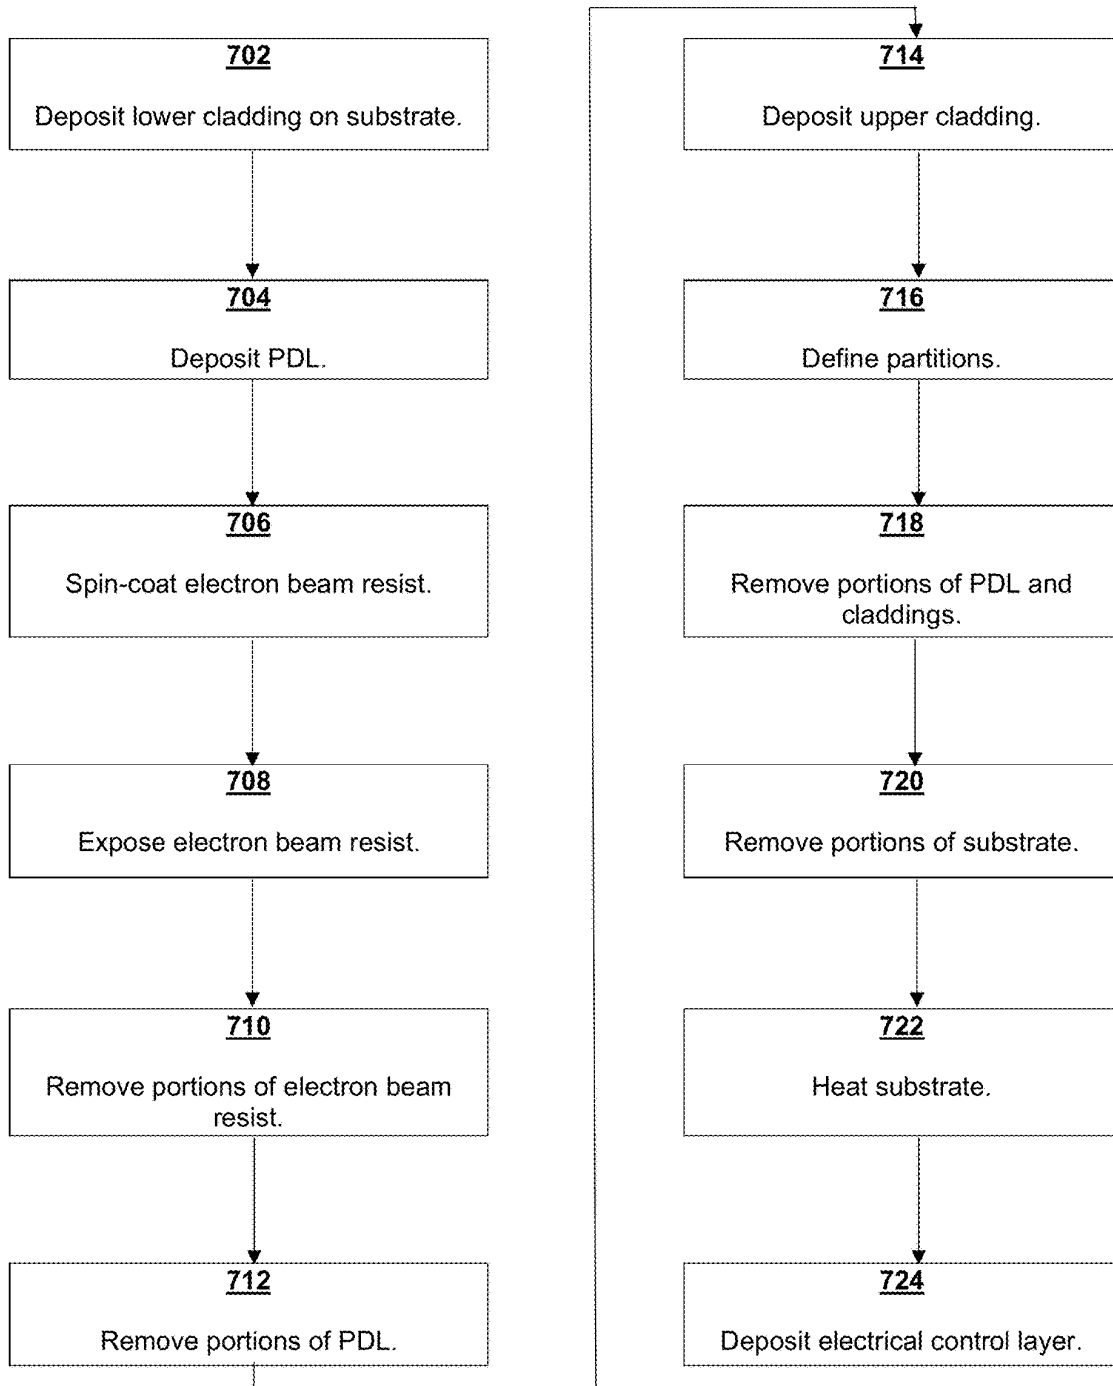 702
Deposit lower cladding on substrate.
704
Deposit PDL.
706
Spin-coat electron beam resist.
708
Expose electron beam resist.
710
Remove portions of electron beam
resist.
712
Remove portions of PDL.
714
Deposit upper cladding.
716
Define partitions.
718
Remove portions of PDL and
claddings.
720
Remove portions of substrate.
722
Heat substrate.
724
Deposit electrical control layer.